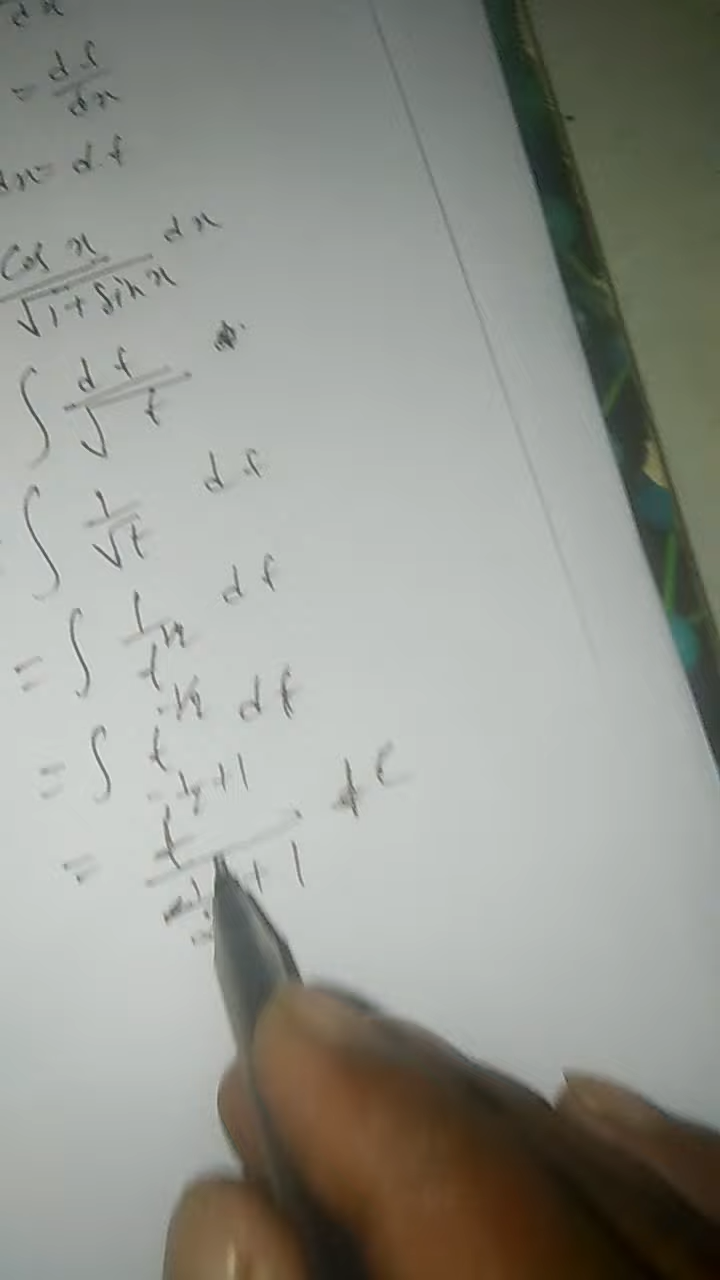 dx
= dt/dx
dx = dt
cos x/√1+sin x dx
∫ dt/√t
∫ 1/√t dt
= ∫ 1/t^½ dt
= ∫ t^-½ dt
= t^-½+1/-½+1 + C